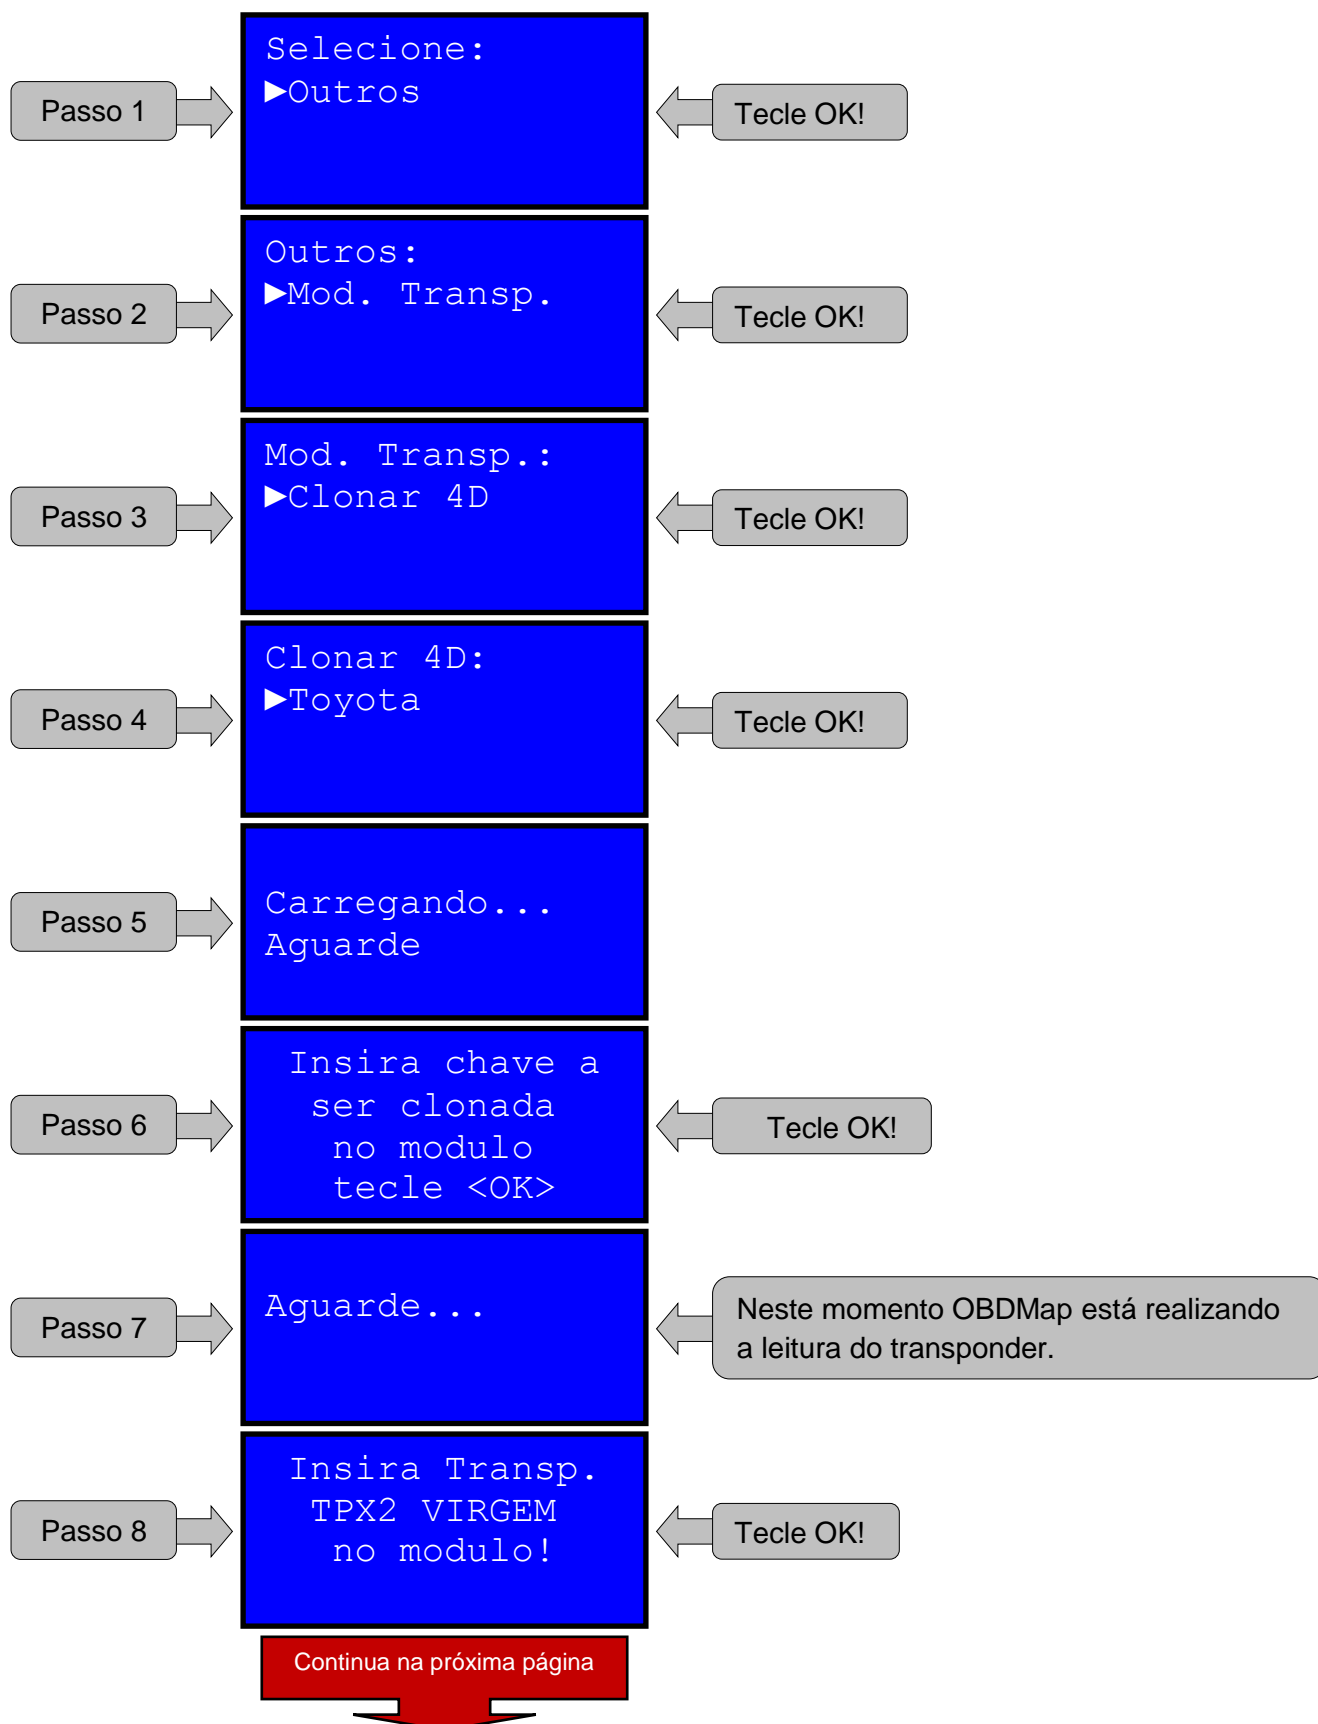 Selecione:
►Outros
Passo 1
Tecle OK!
Outros:
►Mod. Transp.
Passo 2
Tecle OK!
Mod. Transp.:
►Clonar 4D
Passo 3
Tecle OK!
Clonar 4D:
►Toyota
Passo 4
Tecle OK!
Carregando...
Aguarde
Passo 5
Insira chave a
ser clonada
no modulo
tecle <OK>
Passo 6
Tecle OK!
Aguarde...
Passo 7
Neste momento OBDMap está realizando
a leitura do transponder.
Insira Transp.
TPX2 VIRGEM
no modulo!
Passo 8
Tecle OK!
Continua na próxima página